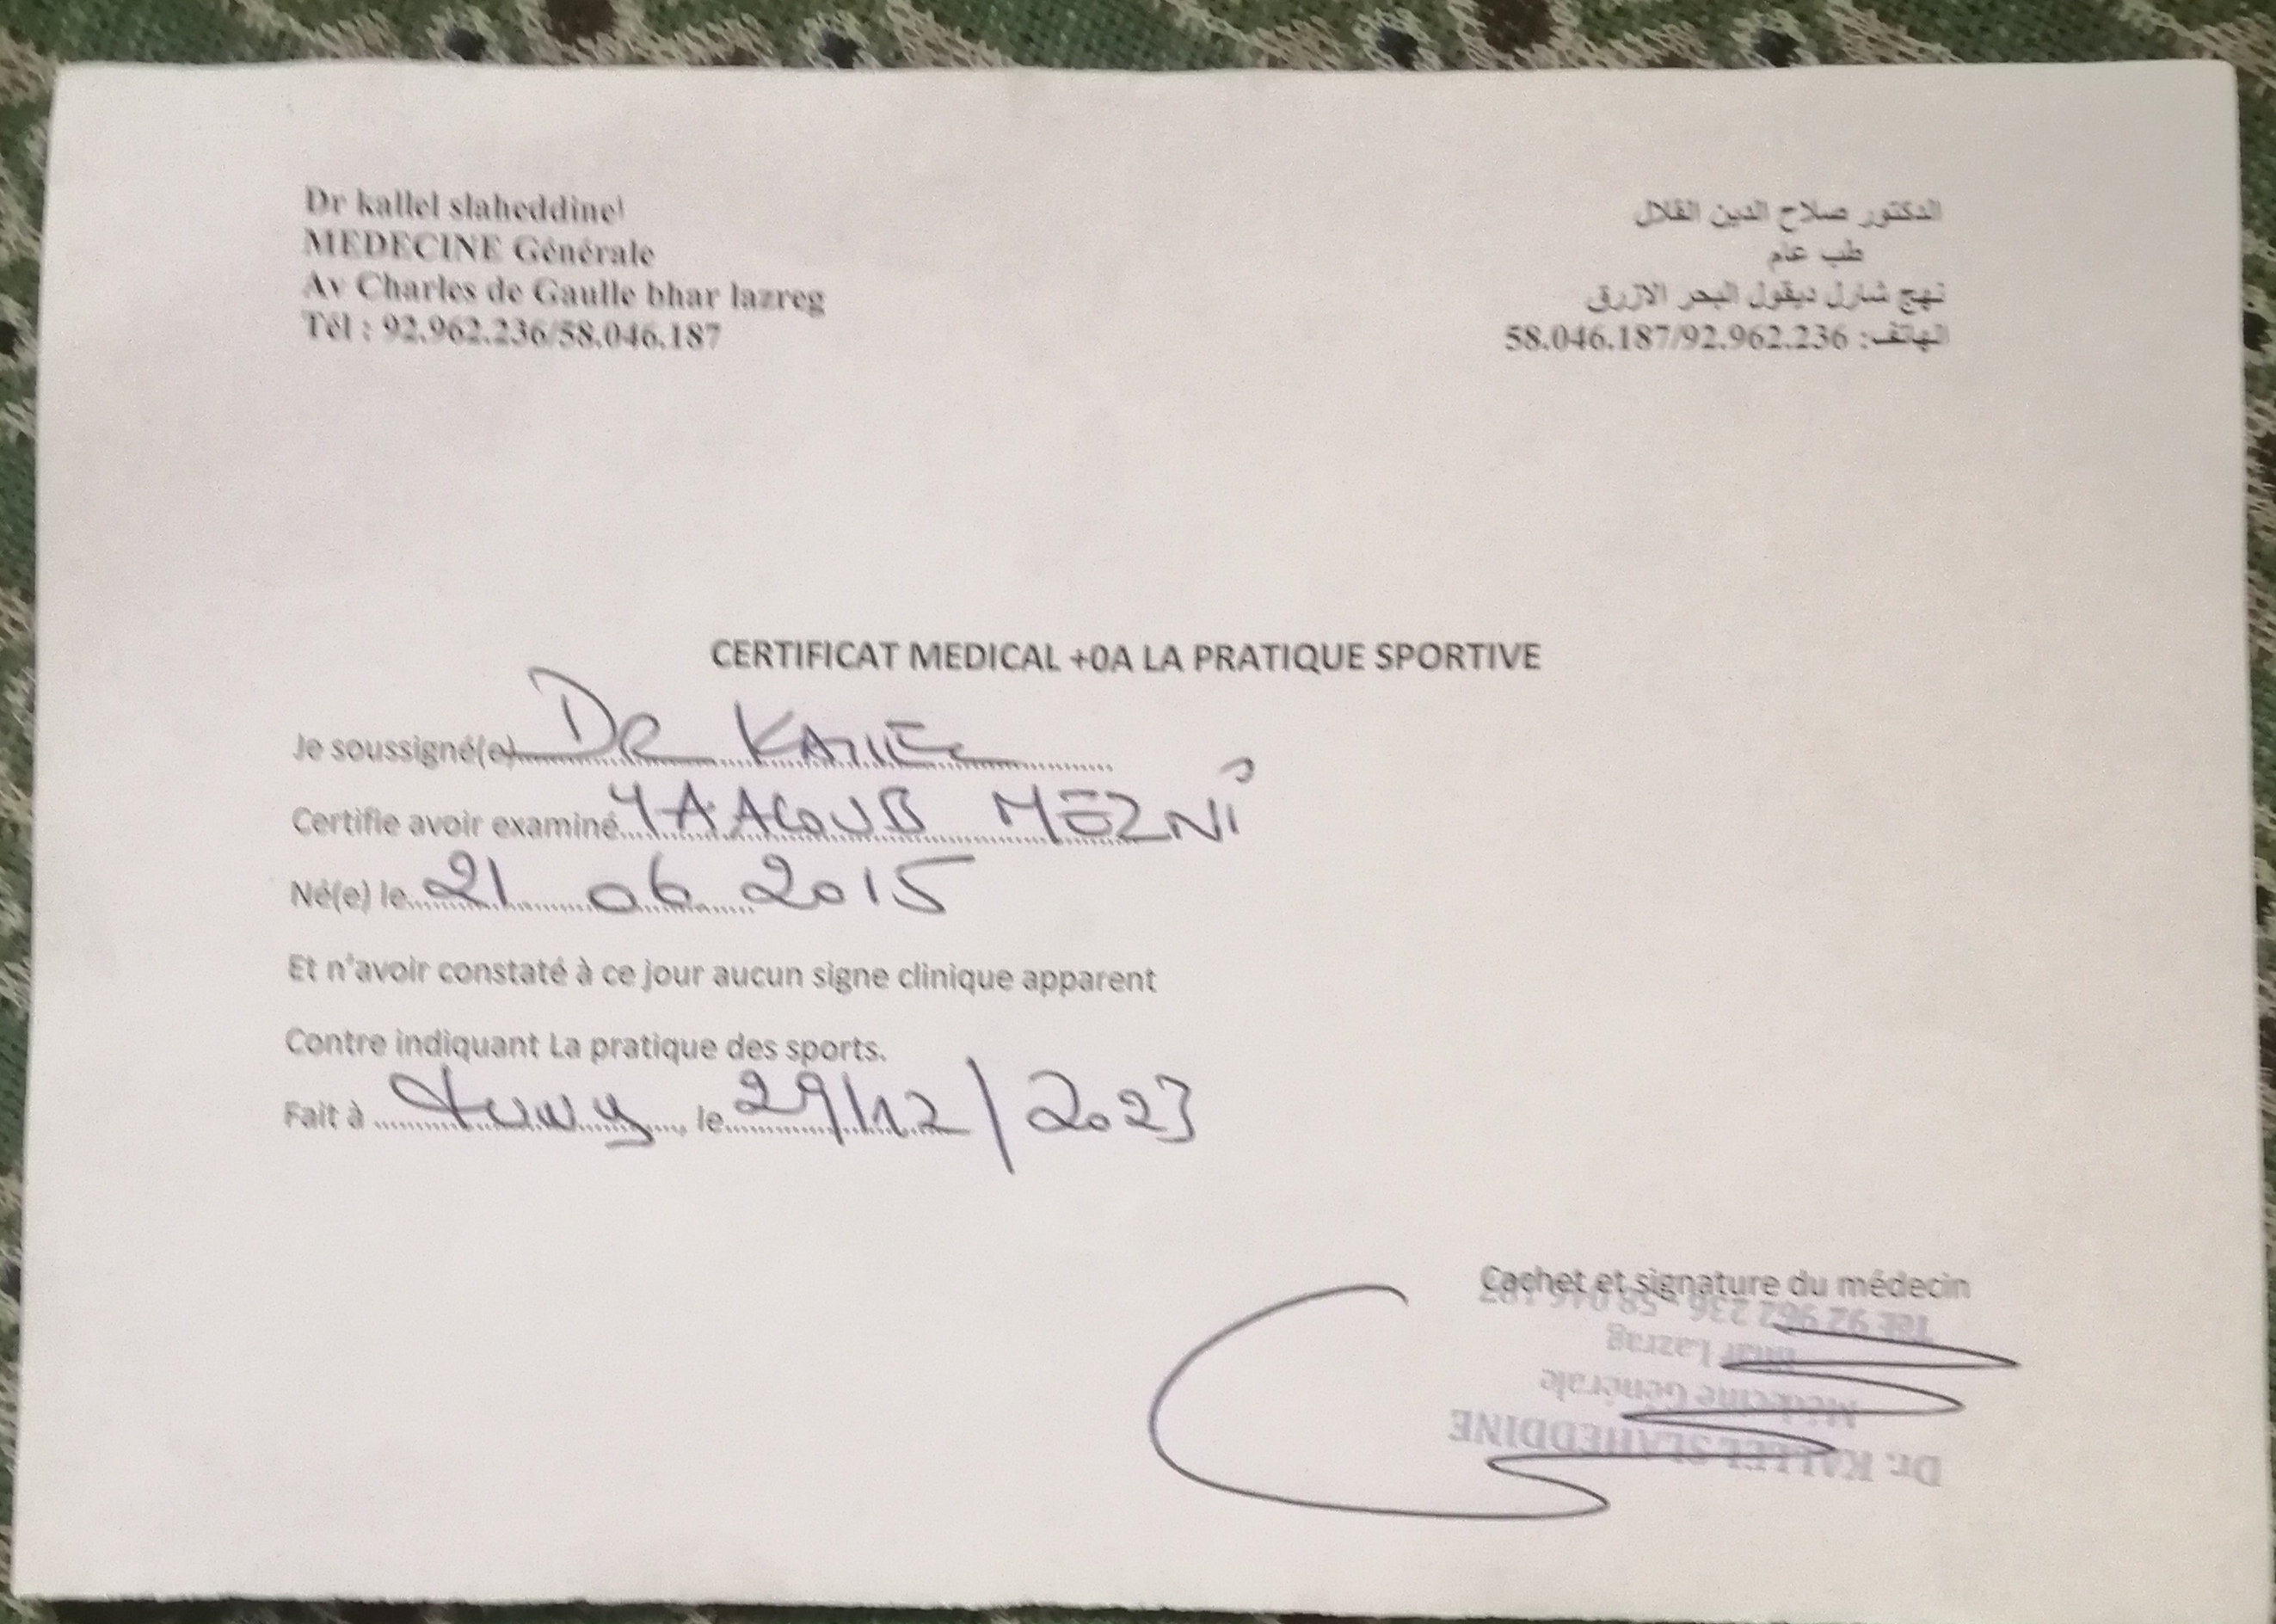 Dr kallel slaheddine
MEDECINE Générale
Av Charles de Gaulle bhar lazreg
Tél : 92.962.236/58.046.187
الدكتور صلاح الدين القلال
طب عام
نهج شارل ديقول البحر الازرق
الهاتف: 58.046.187/92.962.236
CERTIFICAT MEDICAL +0A LA PRATIQUE SPORTIVE
Je soussigné(e) DR KALLEL
Certifie avoir examiné YAACOUB MEZNI
Né(e) le 21 06 2015
Et n'avoir constaté à ce jour aucun signe clinique apparent
Contre indiquant La pratique des sports.
Fait à Tunis, le 29/12/2023
Cachet et signature du médecin
Dr. KALLEL SLAHEDDINE
Médecine Générale
Bhar Lazrag
Tél: 92 962 236 - 58 046 187